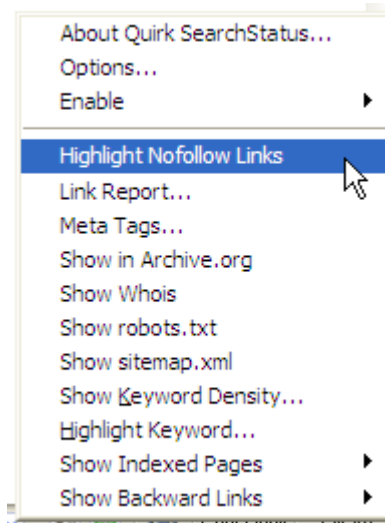 About Quirk SearchStatus...
Options...
Enable
Highlight Nofollow Links
Link Report...
Meta Tags...
Show in Archive.org
Show Whois
Show robots.txt
Show sitemap.xml
Show Keyword Density...
Highlight Keyword...
Show Indexed Pages
Show Backward Links